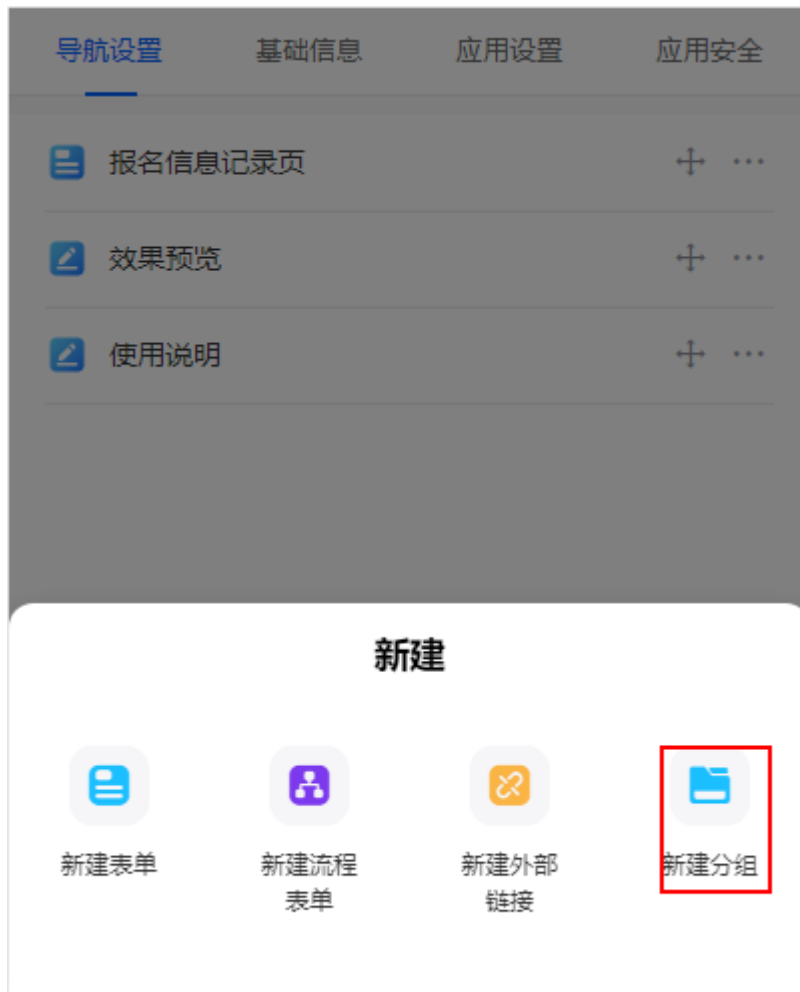 导航设置 基础信息 应用设置 应用安全
报名信息记录页
效果预览
使用说明
新建
新建表单 新建流程 新建外部 新建分组
表单 链接